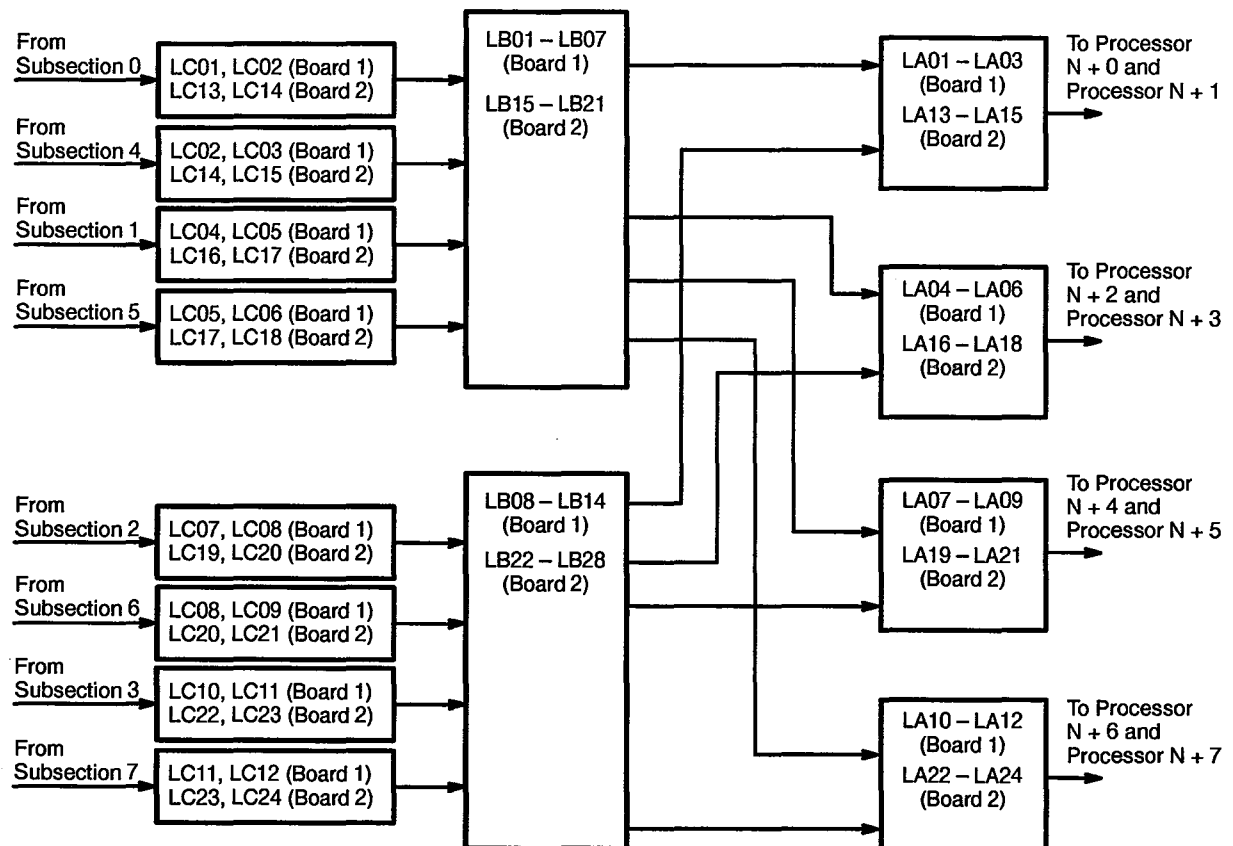 From
Subsection 0
LC01, LC02 (Board 1)
LC13, LC14 (Board 2)
From
Subsection 4
LC02, LC03 (Board 1)
LC14, LC15 (Board 2)
From
Subsection 1
LC04, LC05 (Board 1)
LC16, LC17 (Board 2)
From
Subsection 5
LC05, LC06 (Board 1)
LC17, LC18 (Board 2)
From
Subsection 2
LC07, LC08 (Board 1)
LC19, LC20 (Board 2)
From
Subsection 6
LC08, LC09 (Board 1)
LC20, LC21 (Board 2)
From
Subsection 3
LC10, LC11 (Board 1)
LC22, LC23 (Board 2)
From
Subsection 7
LC11, LC12 (Board 1)
LC23, LC24 (Board 2)
LB01 – LB07
(Board 1)
LB15 – LB21
(Board 2)
LB08 – LB14
(Board 1)
LB22 – LB28
(Board 2)
LA01 – LA03
(Board 1)
LA13 – LA15
(Board 2)
To Processor
N + 0 and
Processor N + 1
LA04 – LA06
(Board 1)
LA16 – LA18
(Board 2)
To Processor
N + 2 and
Processor N + 3
LA07 – LA09
(Board 1)
LA19 – LA21
(Board 2)
To Processor
N + 4 and
Processor N + 5
LA10 – LA12
(Board 1)
LA22 – LA24
(Board 2)
To Processor
N + 6 and
Processor N + 7